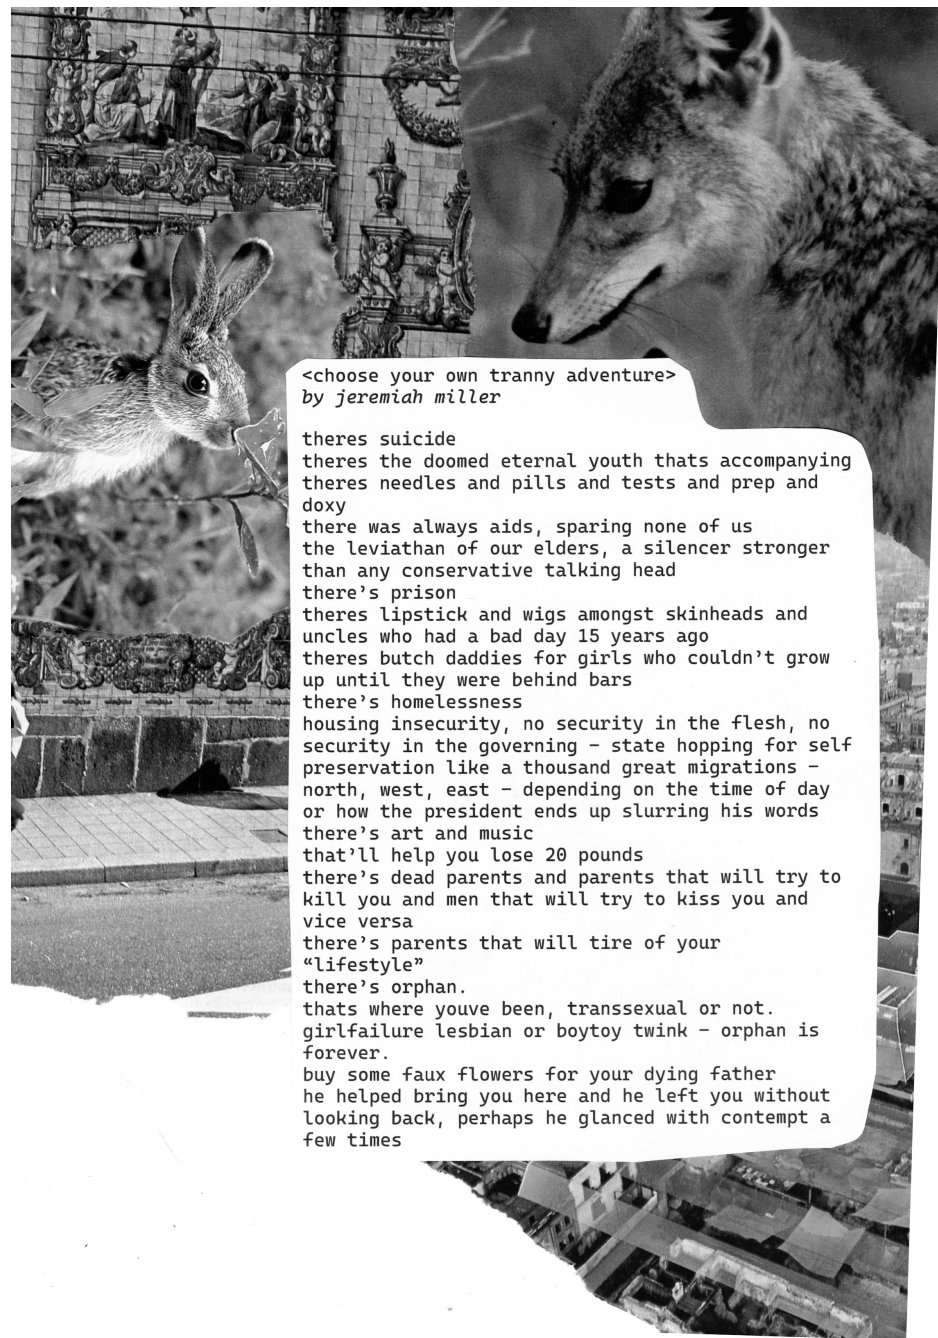 <choose your own tranny adventure>
by jeremiah miller
theres suicide
theres the doomed eternal youth thats accompanying
theres needles and pills and tests and prep and
doxy
there was always aids, sparing none of us
the leviathan of our elders, a silencer stronger
than any conservative talking head
there’s prison
theres lipstick and wigs amongst skinheads and
uncles who had a bad day 15 years ago
theres butch daddies for girls who couldn’t grow
up until they were behind bars
there’s homelessness
housing insecurity, no security in the flesh, no
security in the governing – state hopping for self
preservation like a thousand great migrations –
north, west, east – depending on the time of day
or how the president ends up slurring his words
there’s art and music
that’ll help you lose 20 pounds
there’s dead parents and parents that will try to
kill you and men that will try to kiss you and
vice versa
there’s parents that will tire of your
“lifestyle”
there’s orphan.
thats where youve been, transsexual or not.
girlfailure lesbian or boytoy twink – orphan is
forever.
buy some faux flowers for your dying father
he helped bring you here and he left you without
looking back, perhaps he glanced with contempt a
few times